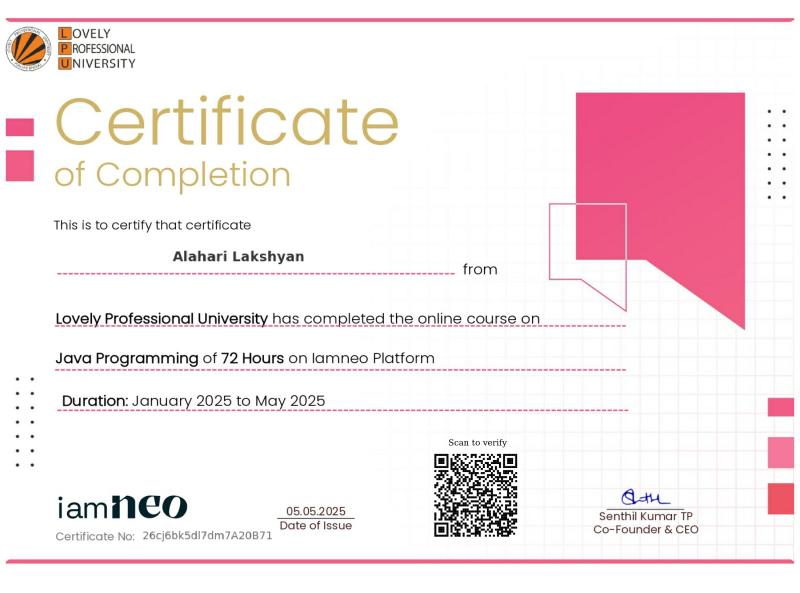 LOVELY
PROFESSIONAL
UNIVERSITY
Certificate
of Completion
This is to certify that certificate
Alahari Lakshyan
from
Lovely Professional University has completed the online course on
Java Programming of 72 Hours on Iamneo Platform
Duration: January 2025 to May 2025
Scan to verify
iamneo
05.05.2025
Date of Issue
Senthil Kumar TP
Co-Founder & CEO
Certificate No: 26cj6bk5dl7dm7A20B71